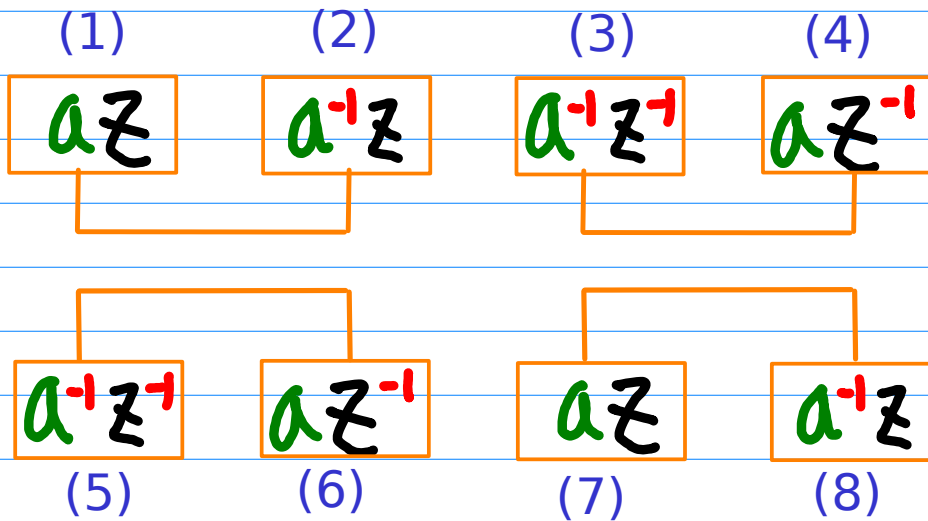 (1) (2) (3) (4)
az a⁻¹z a⁻¹z⁻¹ az⁻¹
a⁻¹z⁻¹ az⁻¹ az a⁻¹z
(5) (6) (7) (8)